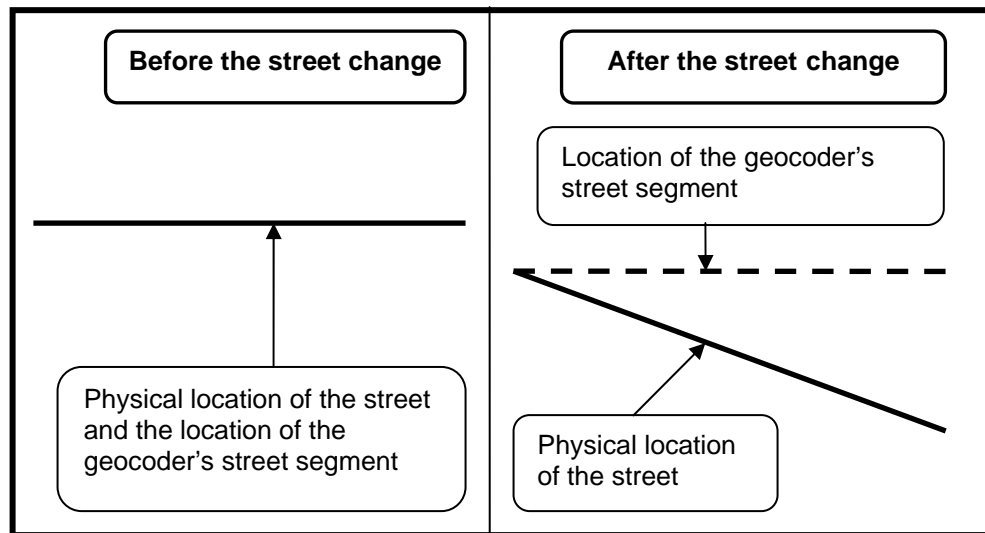 Before the street change
Physical location of the street
and the location of the
geocoder’s street segment
After the street change
Location of the geocoder’s
street segment
Physical location
of the street